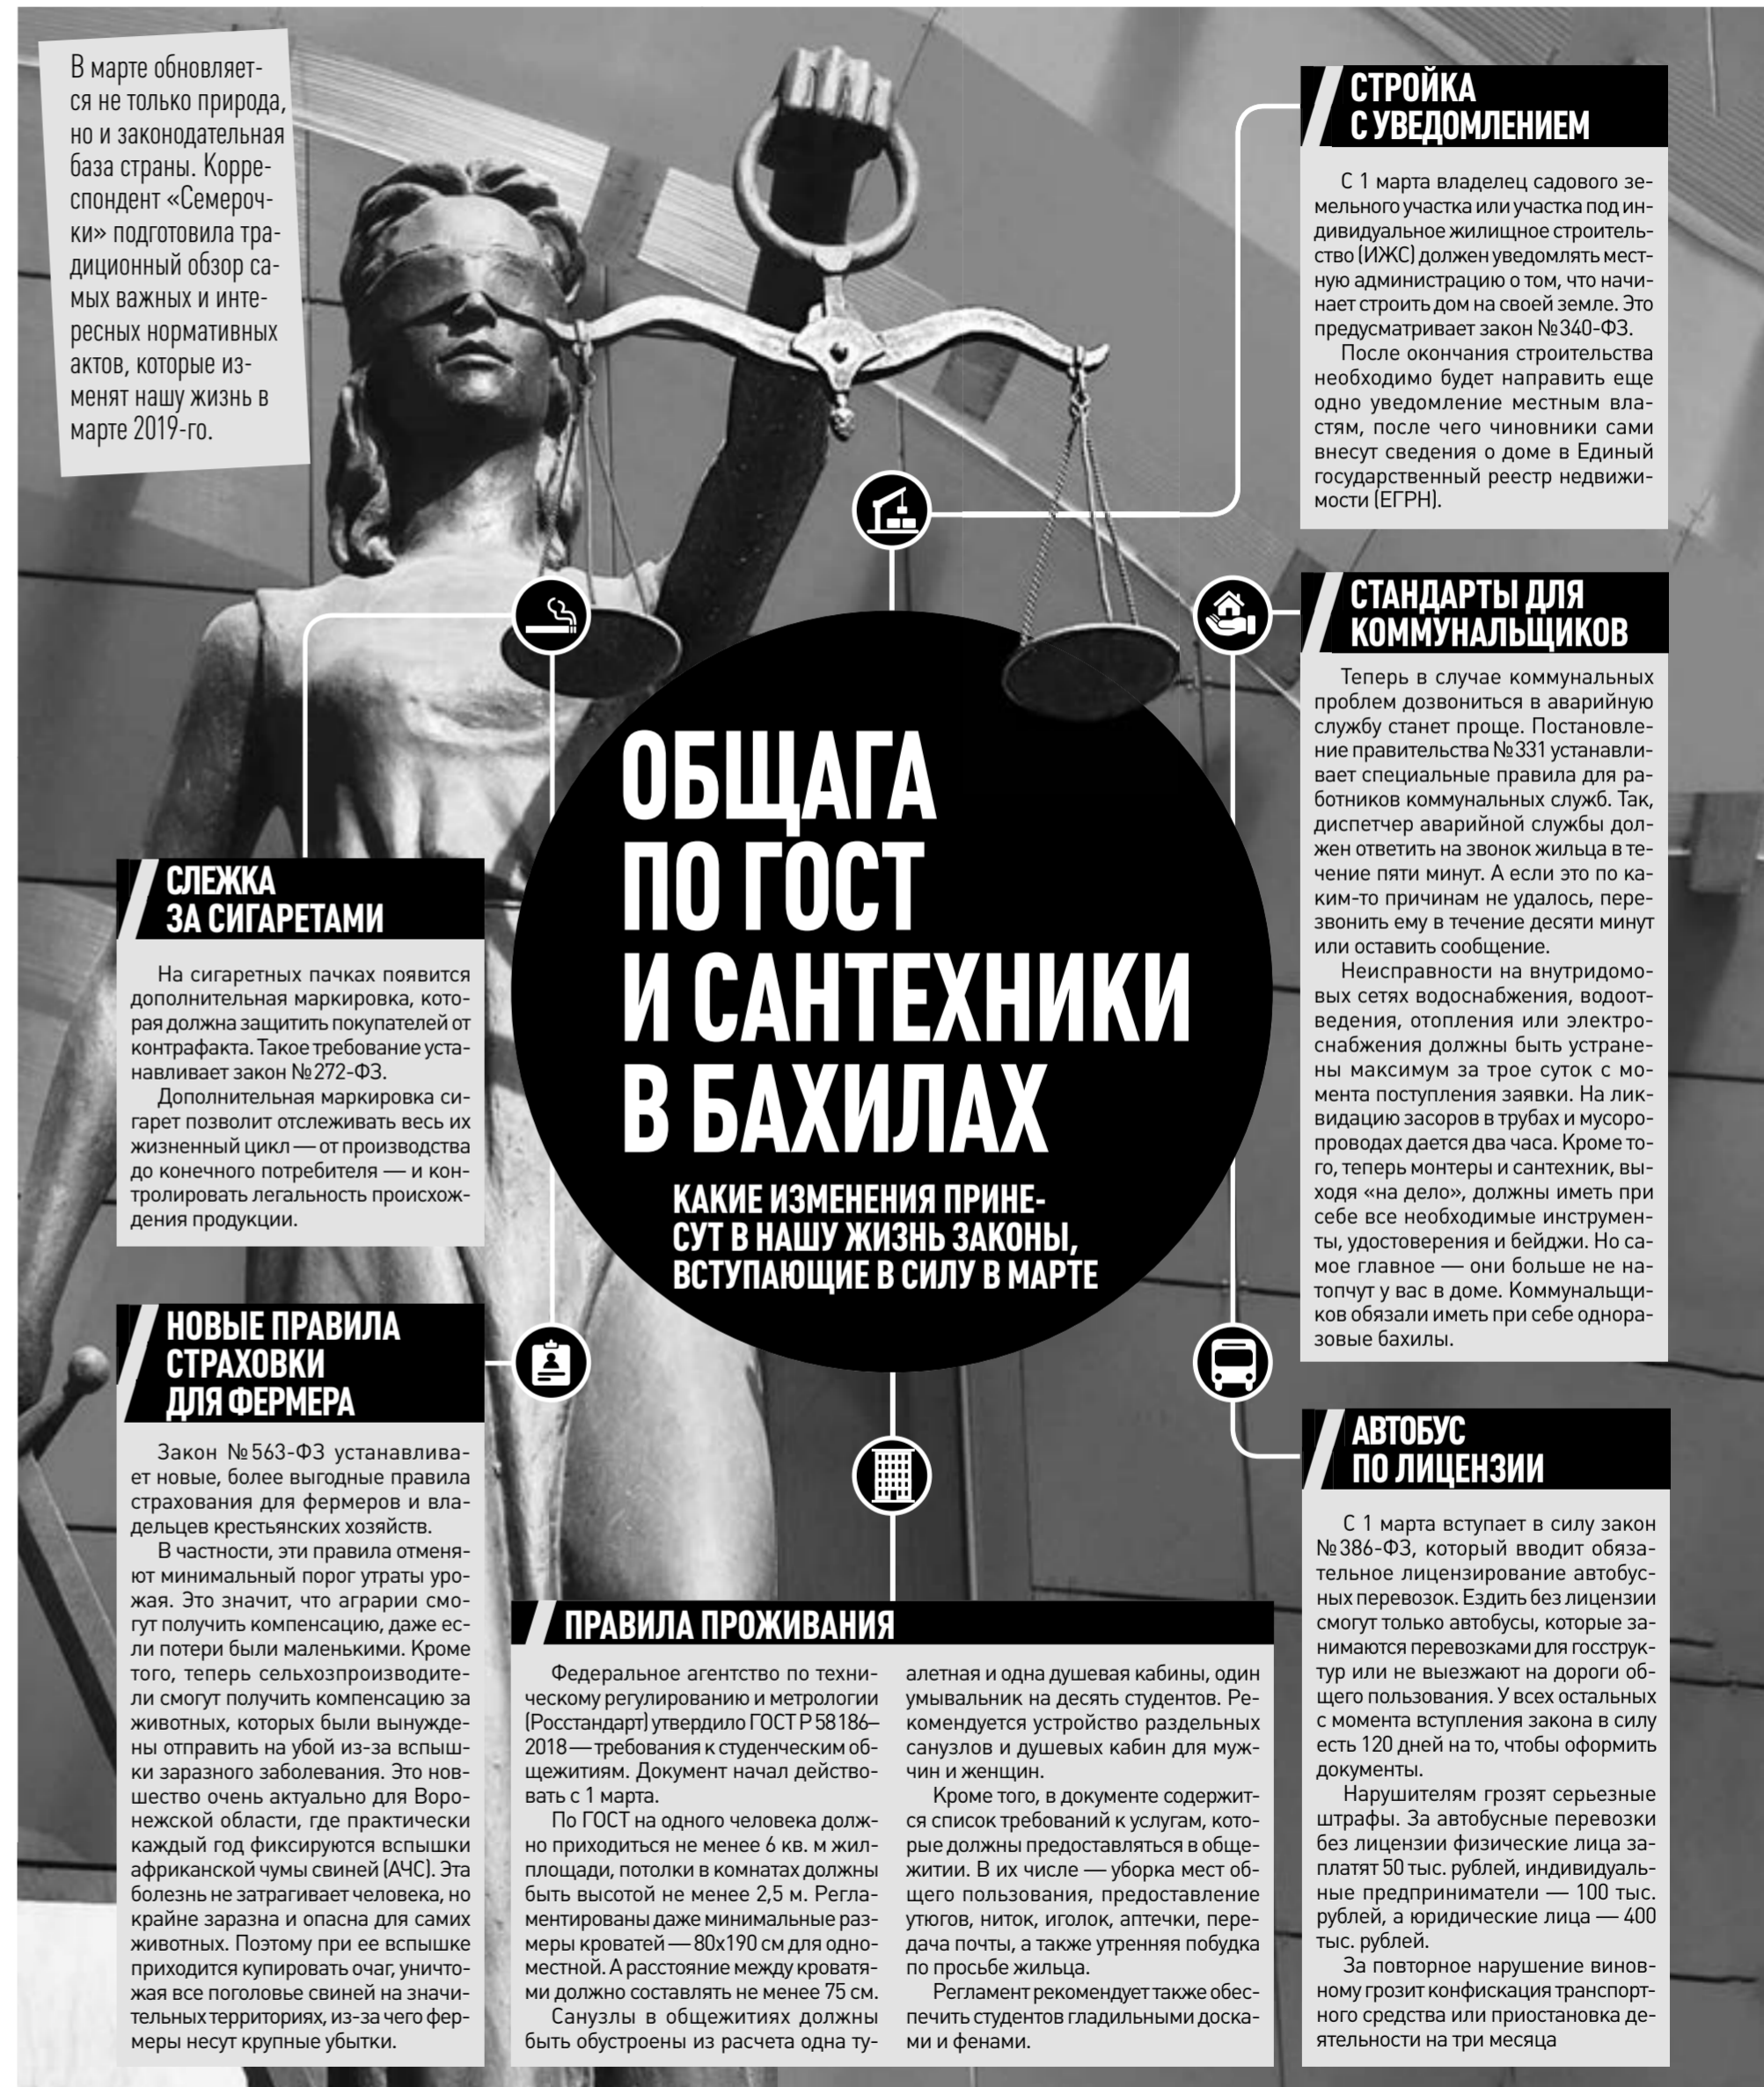 В марте обновляет-
ся не только природа,
но и законодательная
база страны. Корре-
спондент «Семероч-
ки» подготовила тра-
диционный обзор са-
мых важных и инте-
ресных нормативных
актов, которые из-
менят нашу жизнь в
марте 2019-го.
ОБЩАГА
ПО ГОСТ
И САНТЕХНИКИ
В БАХИЛАХ
КАКИЕ ИЗМЕНЕНИЯ ПРИНЕ-
СУТ В НАШУ ЖИЗНЬ ЗАКОНЫ,
ВСТУПАЮЩИЕ В СИЛУ В МАРТЕ
СЛЕЖКА
ЗА СИГАРЕТАМИ
На сигаретных пачках появится
дополнительная маркировка, кото-
рая должна защитить покупателей от
контрафакта. Такое требование уста-
навливает закон №272-ФЗ.
Дополнительная маркировка си-
гарет позволит отслеживать весь их
жизненный цикл — от производства
до конечного потребителя — и кон-
тролировать легальность происхож-
дения продукции.
НОВЫЕ ПРАВИЛА
СТРАХОВКИ
ДЛЯ ФЕРМЕРА
Закон №563-ФЗ устанавлива-
ет новые, более выгодные правила
страхования для фермеров и вла-
дельцев крестьянских хозяйств.
В частности, эти правила отменя-
ют минимальный порог утраты уро-
жая. Это значит, что аграрии смо-
гут получить компенсацию, даже ес-
ли потери были маленькими. Кроме
того, теперь сельхозпроизводите-
ли смогут получить компенсацию за
животных, которых были вынужде-
ны отправить на убой из-за вспыш-
ки заразного заболевания. Это нов-
шество очень актуально для Воро-
нежской области, где практически
каждый год фиксируются вспышки
африканской чумы свиней (АЧС). Эта
болезнь не затрагивает человека, но
крайне заразна и опасна для самих
животных. Поэтому при ее вспышке
приходится купировать очаг, уничто-
жая все поголовье свиней на значи-
тельных территориях, из-за чего фер-
меры несут крупные убытки.
ПРАВИЛА ПРОЖИВАНИЯ
Федеральное агентство по техни-
ческому регулированию и метрологии
(Росстандарт) утвердило ГОСТ Р 58186–
2018 — требования к студенческим об-
щежитиям. Документ начал действо-
вать с 1 марта.
По ГОСТ на одного человека долж-
но приходиться не менее 6 кв. м жил-
площади, потолки в комнатах должны
быть высотой не менее 2,5 м. Регла-
ментированы даже минимальные раз-
меры кроватей — 80х190 см для одно-
местной. А расстояние между кроватя-
ми должно составлять не менее 75 см.
Санузлы в общежитиях должны
быть обустроены из расчета одна ту-
алетная и одна душевая кабины, один
умывальник на десять студентов. Ре-
комендуется устройство раздельных
санузлов и душевых кабин для муж-
чин и женщин.
Кроме того, в документе содержит-
ся список требований к услугам, кото-
рые должны предоставляться в обще-
житии. В их числе — уборка мест об-
щего пользования, предоставление
утюгов, ниток, иголок, аптечки, пере-
дача почты, а также утренняя побудка
по просьбе жильца.
Регламент рекомендует также обес-
печить студентов гладильными доска-
ми и фенами.
СТРОЙКА
С УВЕДОМЛЕНИЕМ
С 1 марта владелец садового зе-
мельного участка или участка под ин-
дивидуальное жилищное строитель-
ство (ИЖС) должен уведомлять мест-
ную администрацию о том, что начи-
нает строить дом на своей земле. Это
предусматривает закон №340-ФЗ.
После окончания строительства
необходимо будет направить еще
одно уведомление местным вла-
стям, после чего чиновники сами
внесут сведения о доме в Единый
государственный реестр недвижи-
мости (ЕГРН).
СТАНДАРТЫ ДЛЯ
КОММУНАЛЬЩИКОВ
Теперь в случае коммунальных
проблем дозвониться в аварийную
службу станет проще. Постановле-
ние правительства №331 устанавли-
вает специальные правила для ра-
ботников коммунальных служб. Так,
диспетчер аварийной службы дол-
жен ответить на звонок жильца в те-
чение пяти минут. А если это по ка-
ким-то причинам не удалось, пере-
звонить ему в течение десяти минут
или оставить сообщение.
Неисправности на внутридомо-
вых сетях водоснабжения, водоот-
ведения, отопления или электро-
снабжения должны быть устране-
ны максимум за трое суток с мо-
мента поступления заявки. На лик-
видацию засоров в трубах и мусоро-
проводах дается два часа. Кроме то-
го, теперь монтеры и сантехник, вы-
ходя «на дело», должны иметь при
себе все необходимые инструмен-
ты, удостоверения и бейджи. Но са-
мое главное — они больше не на-
топчут у вас в доме. Коммунальщи-
ков обязали иметь при себе однора-
зовые бахилы.
АВТОБУС
ПО ЛИЦЕНЗИИ
С 1 марта вступает в силу закон
№386-ФЗ, который вводит обяза-
тельное лицензирование автобус-
ных перевозок. Ездить без лицензии
смогут только автобусы, которые за-
нимаются перевозками для госструк-
тур или не выезжают на дороги об-
щего пользования. У всех остальных
с момента вступления закона в силу
есть 120 дней на то, чтобы оформить
документы.
Нарушителям грозят серьезные
штрафы. За автобусные перевозки
без лицензии физические лица за-
платят 50 тыс. рублей, индивидуаль-
ные предприниматели — 100 тыс.
рублей, а юридические лица — 400
тыс. рублей.
За повторное нарушение винов-
ному грозит конфискация транспорт-
ного средства или приостановка де-
ятельности на три месяца